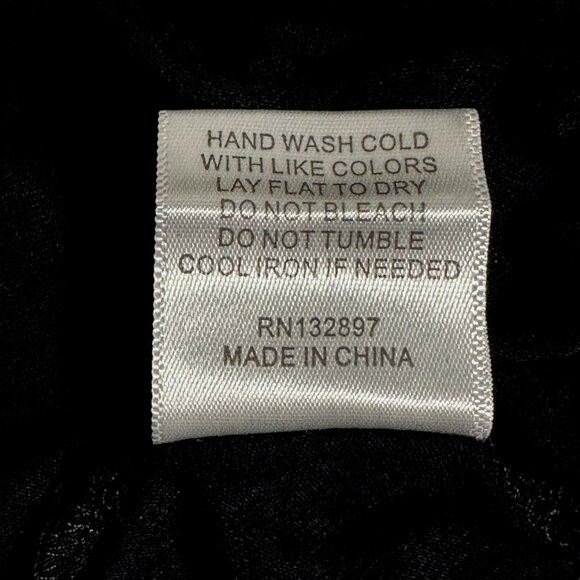 HAND WASH COLD
WITH LIKE COLORS
LAY FLAT TO DRY
DO NOT BLEACH
DO NOT TUMBLE
COOL IRON IF NEEDED
RN132897
MADE IN CHINA